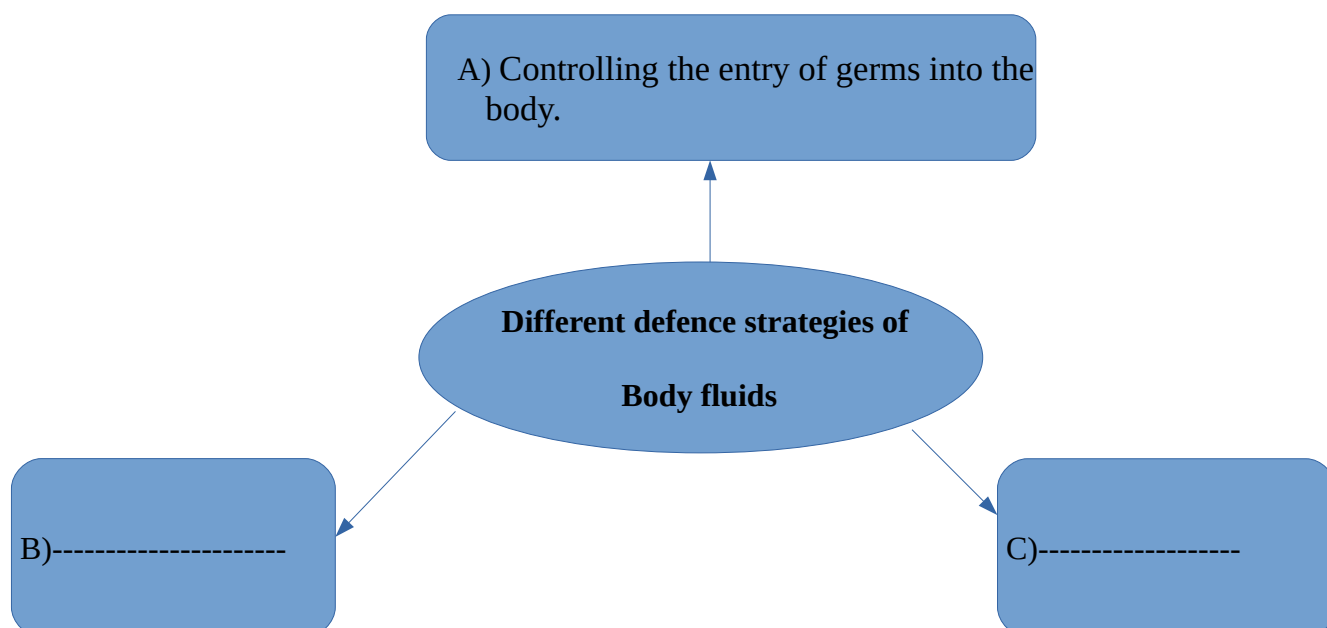 A) Controlling the entry of germs into the
body.
Different defence strategies of
Body fluids
B)----------------------
C)-------------------